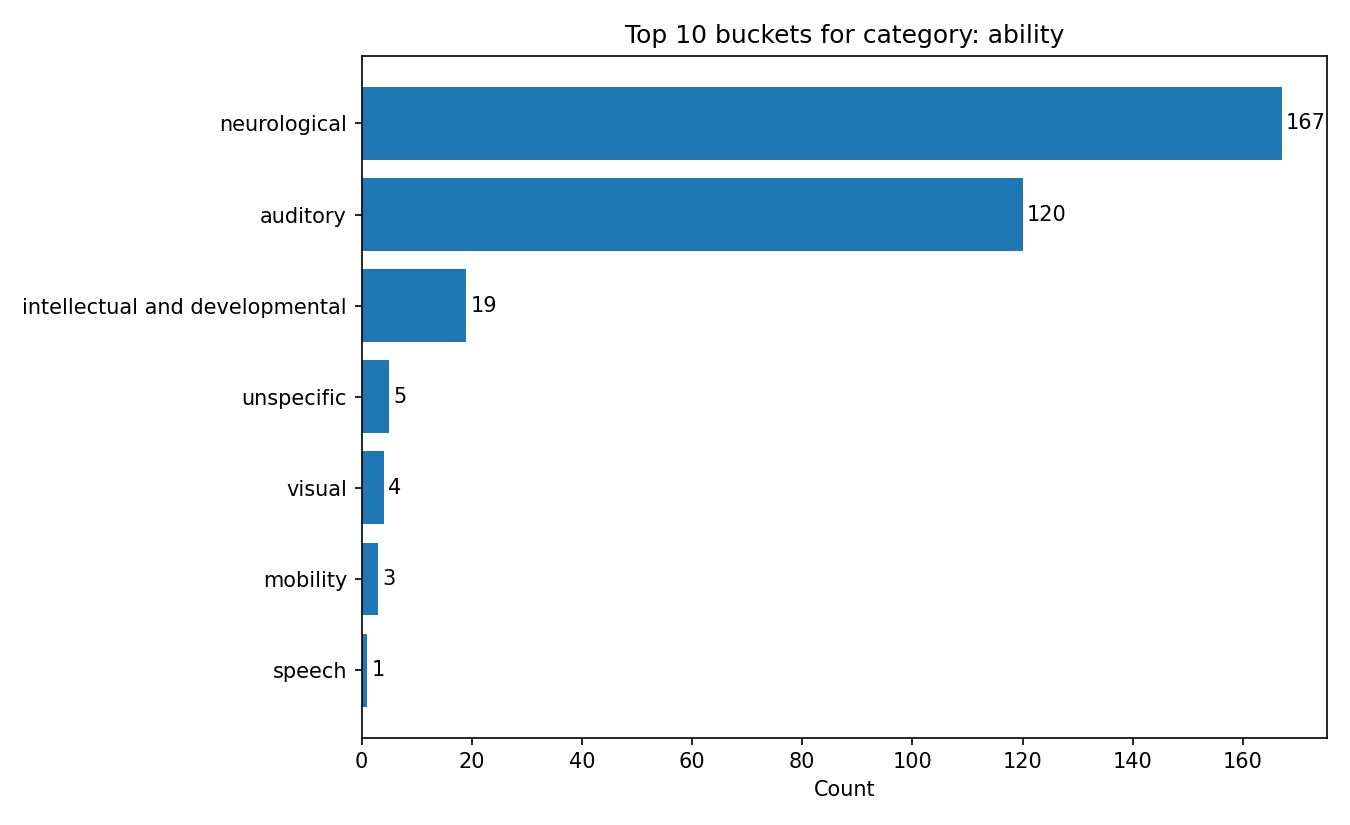 Top 10 buckets for category: ability
neurological 167
auditory 120
intellectual and developmental 19
unspecific 5
visual 4
mobility 3
speech 1
0 20 40 60 80 100 120 140 160
Count